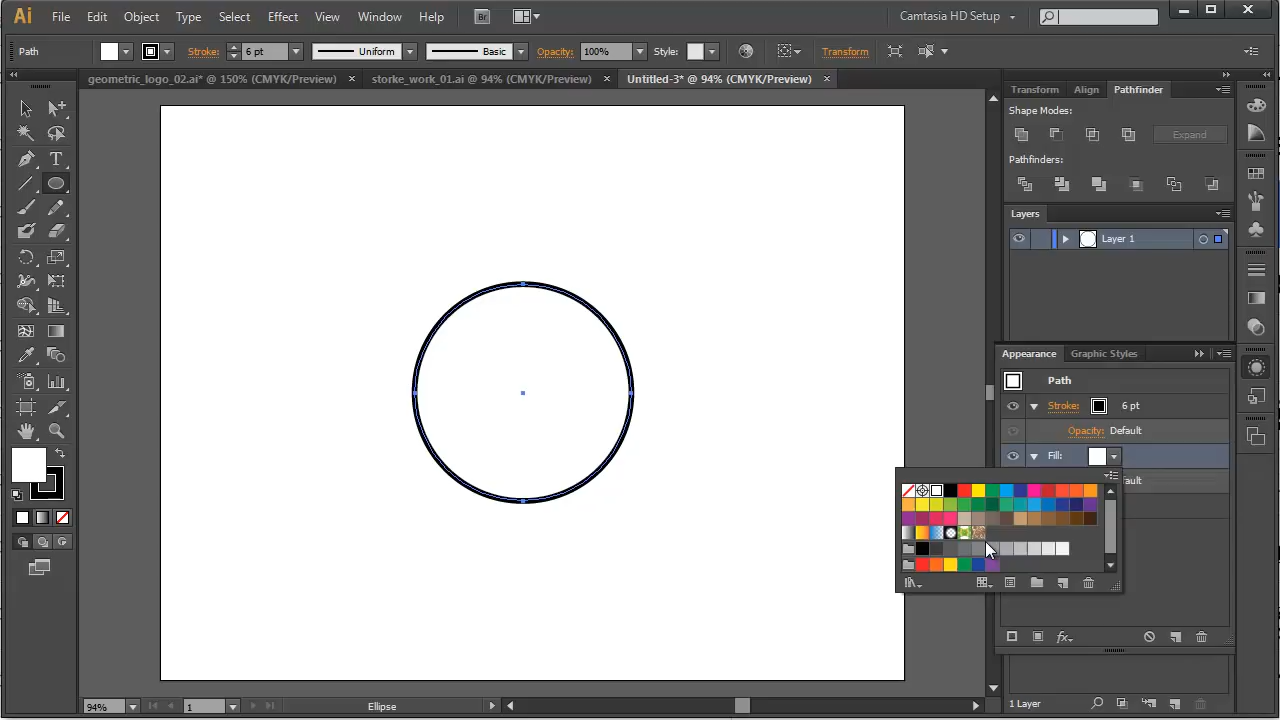 Ai File Edit Object Type Select Effect View Window Help Br Camtasia HD Setup
Path Stroke: 6 pt Uniform Basic Opacity: 100% Style: Transform
geometric_logo_02.ai* @ 150% (CMYK/Preview) × storke_work_01.ai @ 94% (CMYK/Preview) × Untitled-3* @ 94% (CMYK/Preview) ×
Transform Align Pathfinder
Shape Modes:
Expand
Pathfinders:
Layers
Layer 1
Appearance Graphic Styles
Path
Stroke: 6 pt
Opacity: Default
Fill:
ault
fx
94% 1 Ellipse 1 Layer